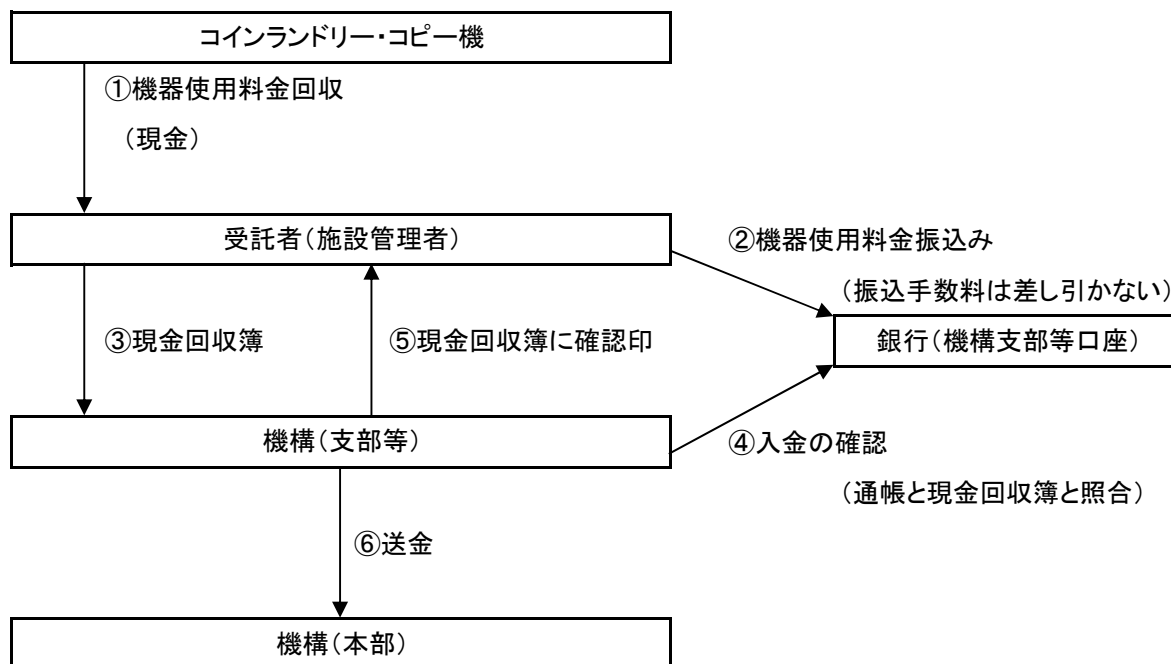 コインランドリー・コピー機
①機器使用料金回収
（現金）
受託者（施設管理者）
②機器使用料金振込み
（振込手数料は差し引かない）
③現金回収簿
⑤現金回収簿に確認印
銀行（機構支部等口座）
機構（支部等）
④入金の確認
（通帳と現金回収簿と照合）
⑥送金
機構（本部）